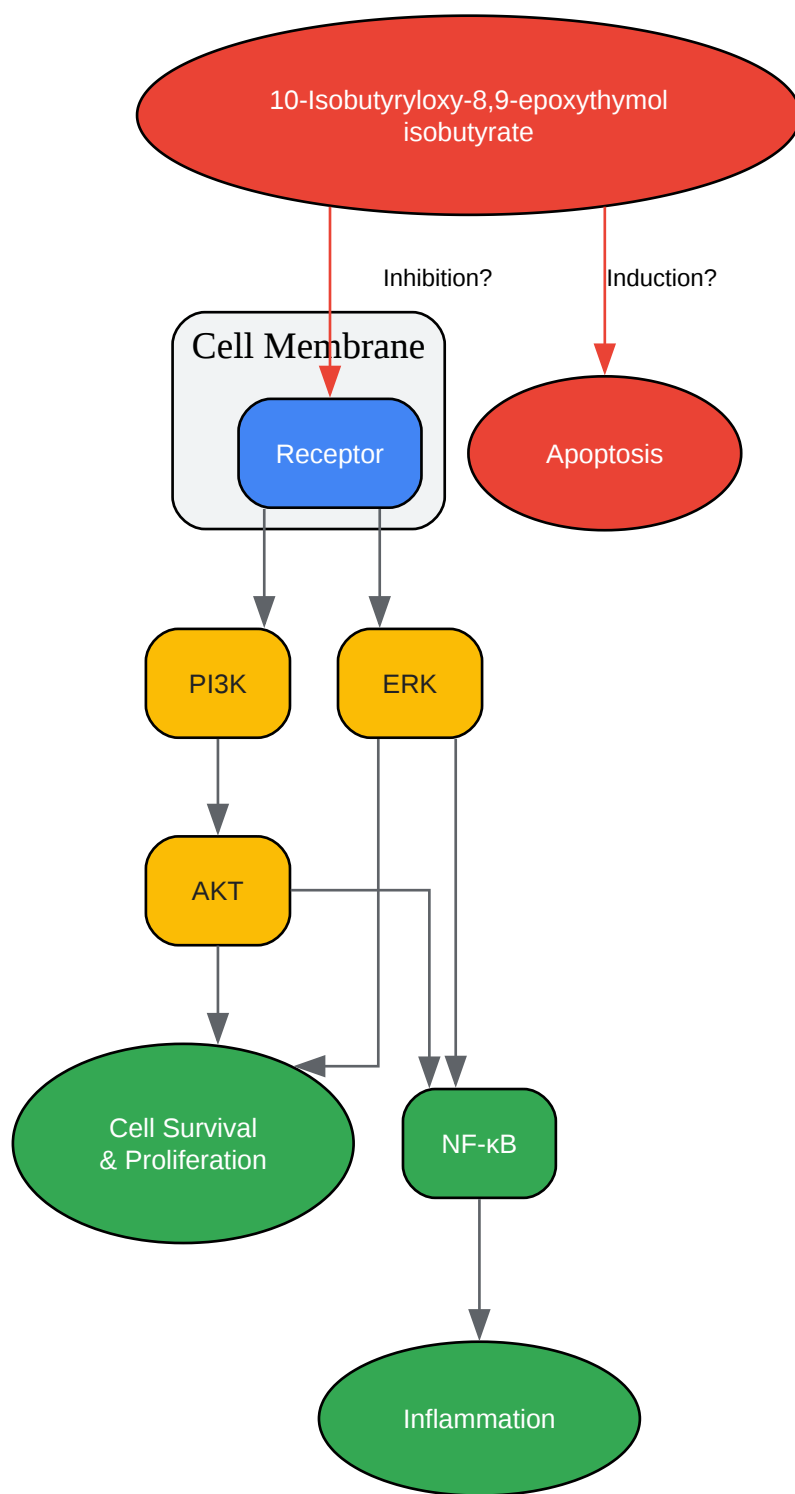 10-Isobutyryloxy-8,9-epoxythymol
isobutyrate
Inhibition?
Induction?
Cell Membrane
Receptor
Apoptosis
PI3K
ERK
AKT
Cell Survival
& Proliferation
NF-κB
Inflammation